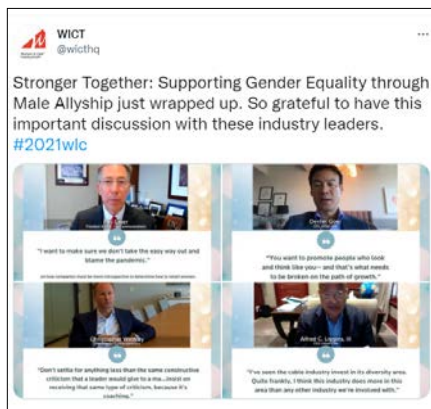 WICT
@wicthq
Stronger Together: Supporting Gender Equality through
Male Allyship just wrapped up. So grateful to have this
important discussion with these industry leaders.
#2021wlc
"I want to make sure we don't take the easy way out and
blame the pandemic."
"You want to promote people who look
and think like you— and that's what needs
to be broken on the path of growth."
"Don't settle for anything less than the same constructive
criticism that a leader would give to a man...insist on
receiving that same type of criticism, because it's
coaching."
Alfred C. Liggins, III
"I've seen the cable industry invest in its diversity area.
Quite frankly, I think this industry does more in this
area than any other industry we're involved with."